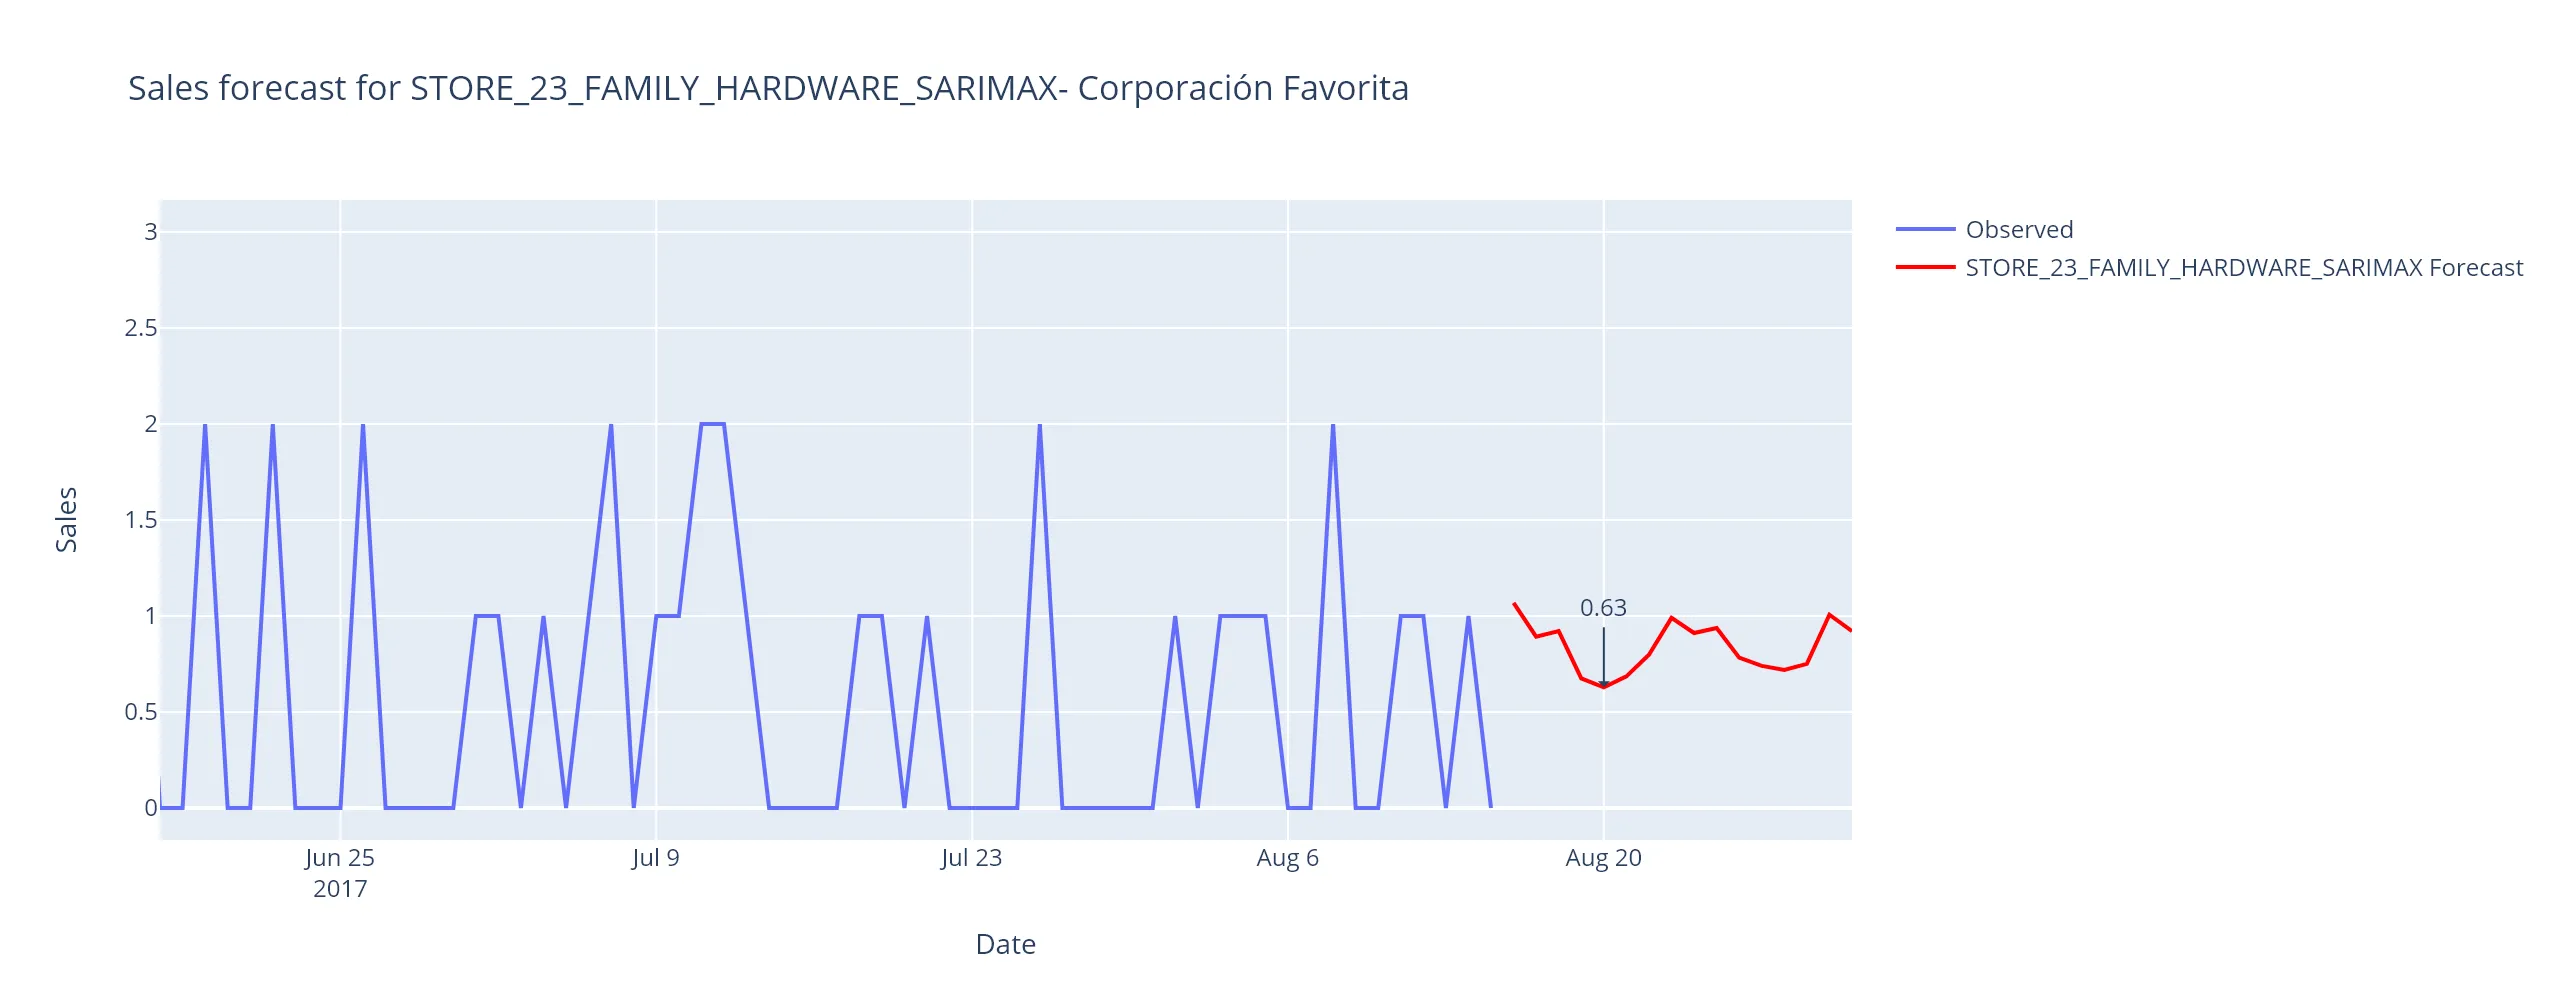 Sales forecast for STORE_23_FAMILY_HARDWARE_SARIMAX- Corporación Favorita
Observed
STORE_23_FAMILY_HARDWARE_SARIMAX Forecast
3
2.5
2
1.5
1
0.5
0
Sales
0.63
Jun 25
2017
Jul 9
Jul 23
Aug 6
Aug 20
Date